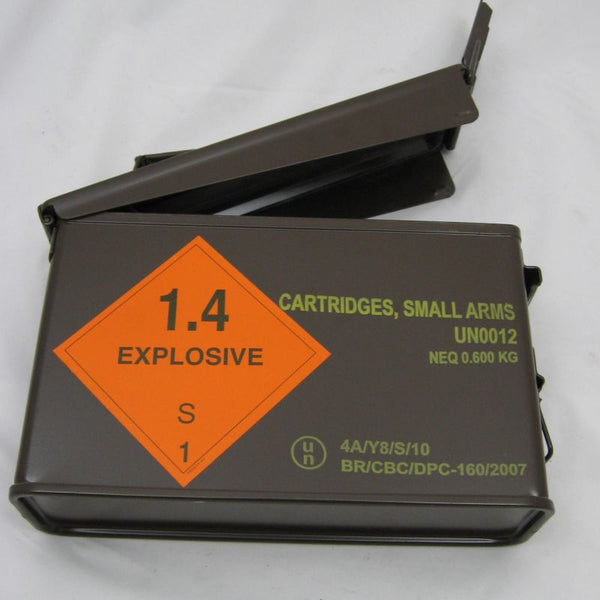 1.4
EXPLOSIVE
S
1
CARTRIDGES, SMALL ARMS
UN0012
NEQ 0.600 KG
un
4A/Y8/S/10
BR/CBC/DPC-160/2007